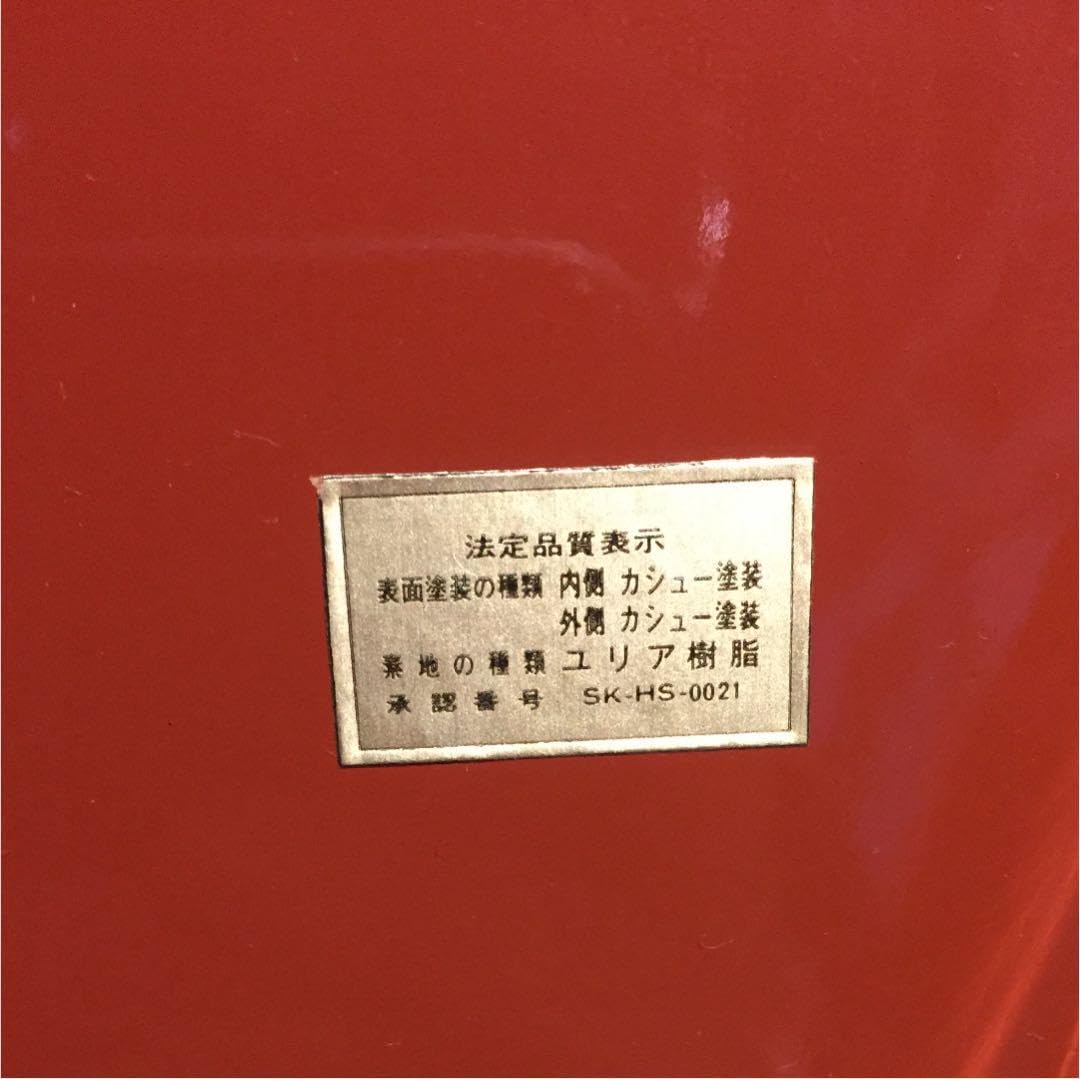 法定品質表示
表面塗装の種類 内側 カシュー塗装
外側 カシュー塗装
素地の種類 ユリア樹脂
承認番号 SK-HS-0021